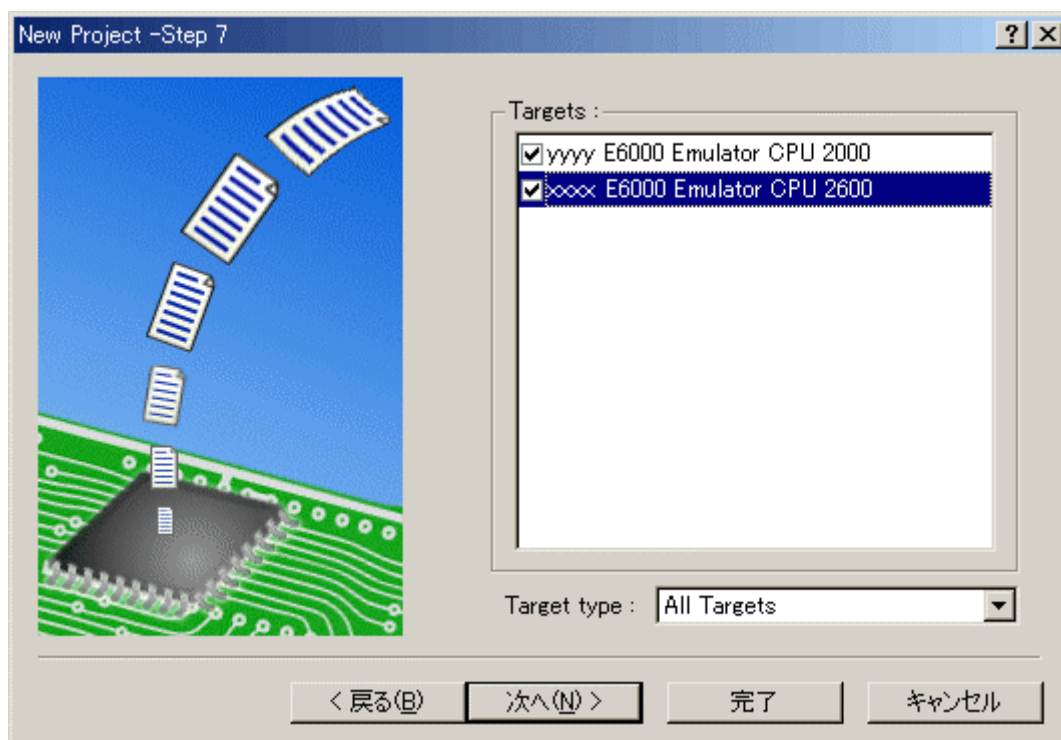 New Project -Step 7
Targets :
yyyy E6000 Emulator CPU 2000
xxxx E6000 Emulator CPU 2600
Target type : All Targets
< 戻る(B) 次へ(N) > 完了 キャンセル